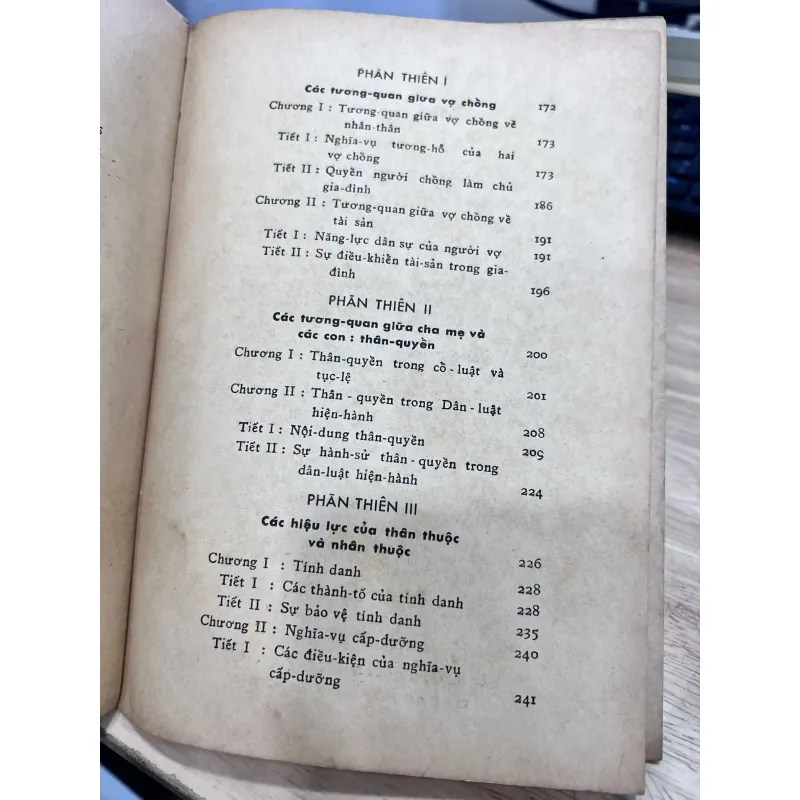 PHÂN THIÊN I
Các tương-quan giữa vợ chồng 172
Chương I : Tương-quan giữa vợ chồng về
nhân-thân 173
Tiết I : Nghĩa-vụ tương-hỗ của hai
vợ chồng 173
Tiết II : Quyền người chồng làm chủ
gia-đình 186
Chương II : Tương-quan giữa vợ chồng về
tài sản 191
Tiết I : Năng-lực dân sự của người vợ 191
Tiết II : Sự điều-khiển tài-sản trong gia-
đình 196
PHÂN THIÊN II
Các tương-quan giữa cha mẹ và
các con : thân-quyền 200
Chương I : Thân-quyền trong cổ-luật và
tục-lệ 201
Chương II : Thân-quyền trong Dân-luật
hiện-hành 208
Tiết I : Nội-dung thân-quyền 209
Tiết II : Sự hành-sử thân-quyền trong
dân-luật hiện-hành 224
PHÂN THIÊN III
Các hiệu lực của thân thuộc
và nhân thuộc 226
Chương I : Tính danh 228
Tiết I : Các thành-tố của tính danh 228
Tiết II : Sự bảo vệ tính danh 235
Chương II : Nghĩa-vụ cấp-dưỡng 240
Tiết I : Các điều-kiện của nghĩa-vụ
cấp-dưỡng 241